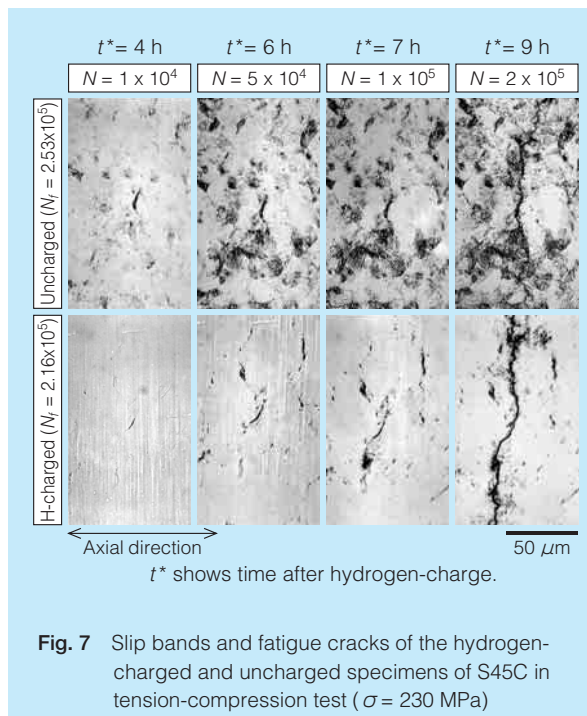 t* = 4 h t* = 6 h t* = 7 h t* = 9 h
N = 1 x 10⁴ N = 5 x 10⁴ N = 1 x 10⁵ N = 2 x 10⁵
Uncharged (Nf = 2.53x10⁵)
H-charged (Nf = 2.16x10⁵)
Axial direction 50 μm
t* shows time after hydrogen-charge.
Fig. 7 Slip bands and fatigue cracks of the hydrogen-
charged and uncharged specimens of S45C in
tension-compression test (σ = 230 MPa)